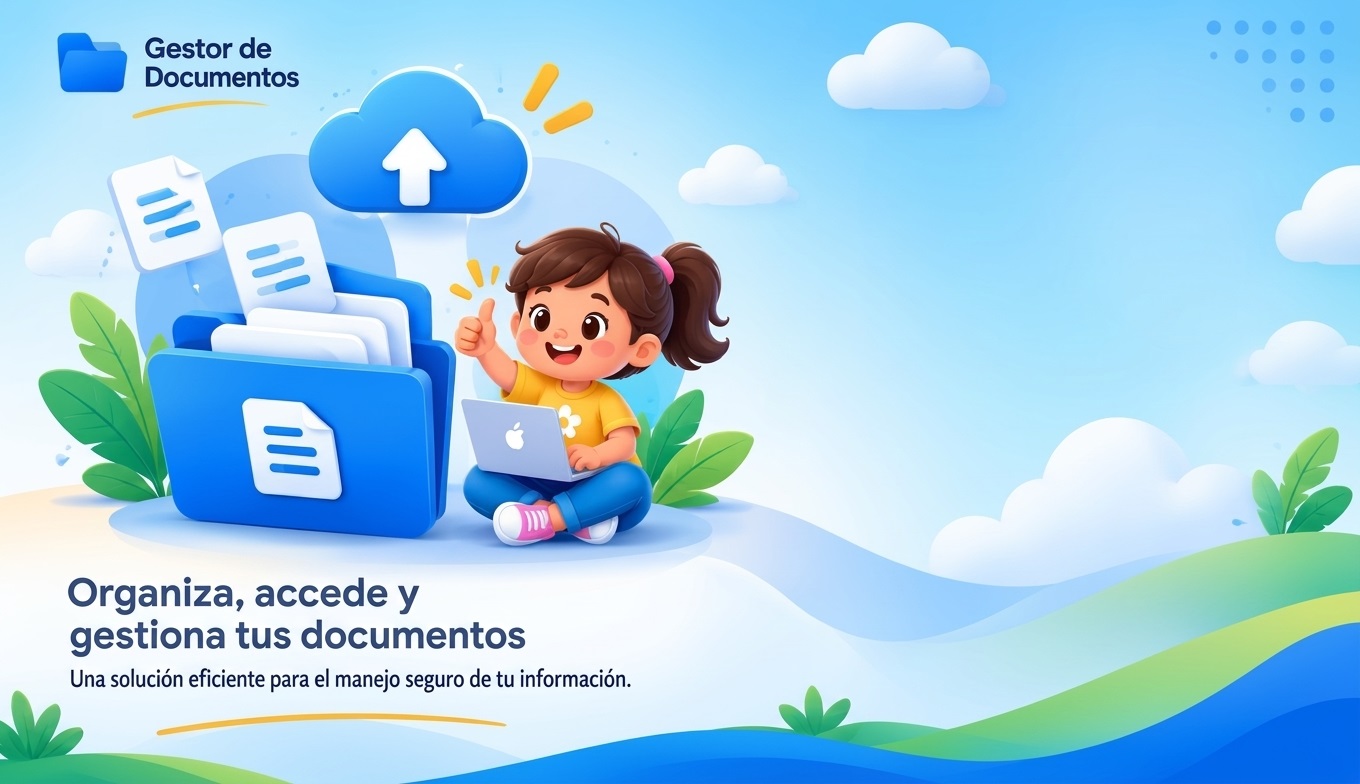 Gestor de
Documentos
Organiza, accede y
gestiona tus documentos
Una solución eficiente para el manejo seguro de tu información.